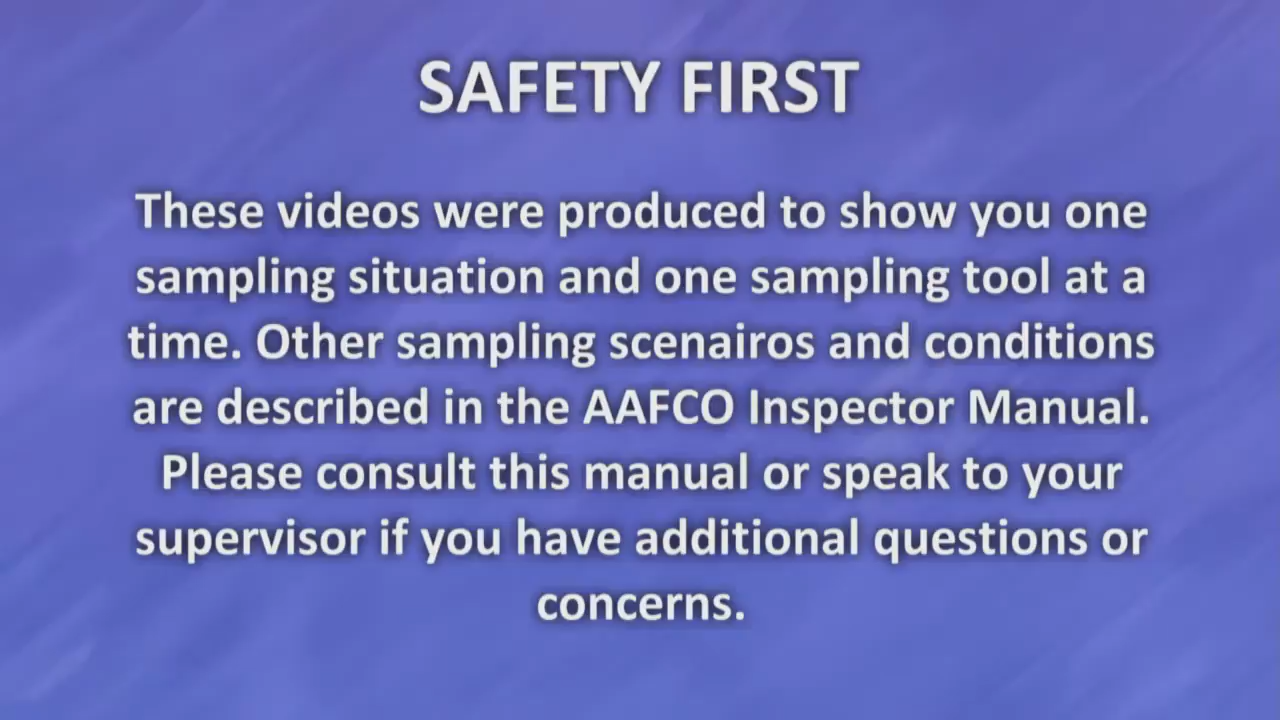 SAFETY FIRST
These videos were produced to show you one
sampling situation and one sampling tool at a
time. Other sampling scenairos and conditions
are described in the AAFCO Inspector Manual.
Please consult this manual or speak to your
supervisor if you have additional questions or
concerns.